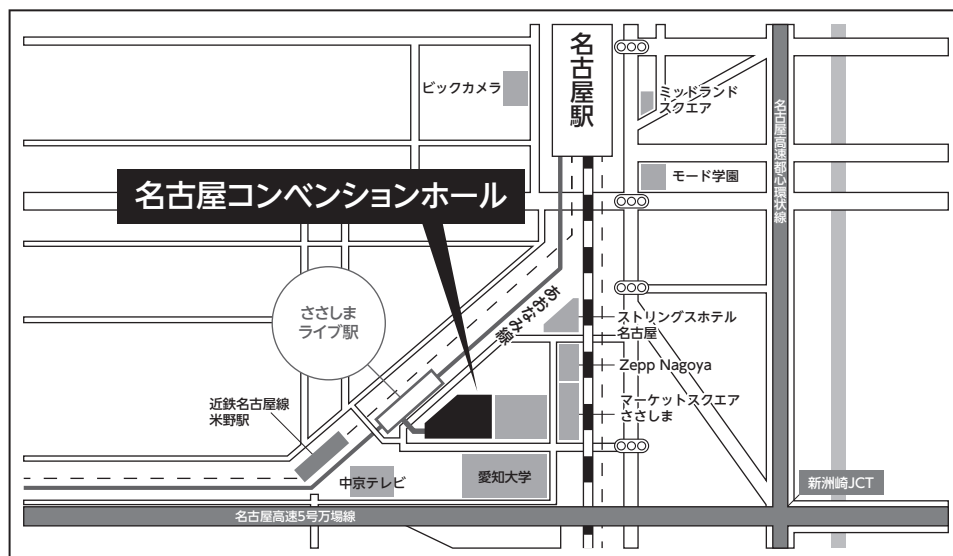 名古屋駅
ビックカメラ
ミッドランド
スクエア
名古屋高速都心環状線
モード学園
名古屋コンベンションホール
ささしま
ライブ駅
あおなみ線
ストリングスホテル
名古屋
Zepp Nagoya
マーケットスクエア
ささしま
近鉄名古屋線
米野駅
中京テレビ
愛知大学
新洲崎JCT
名古屋高速5号万場線